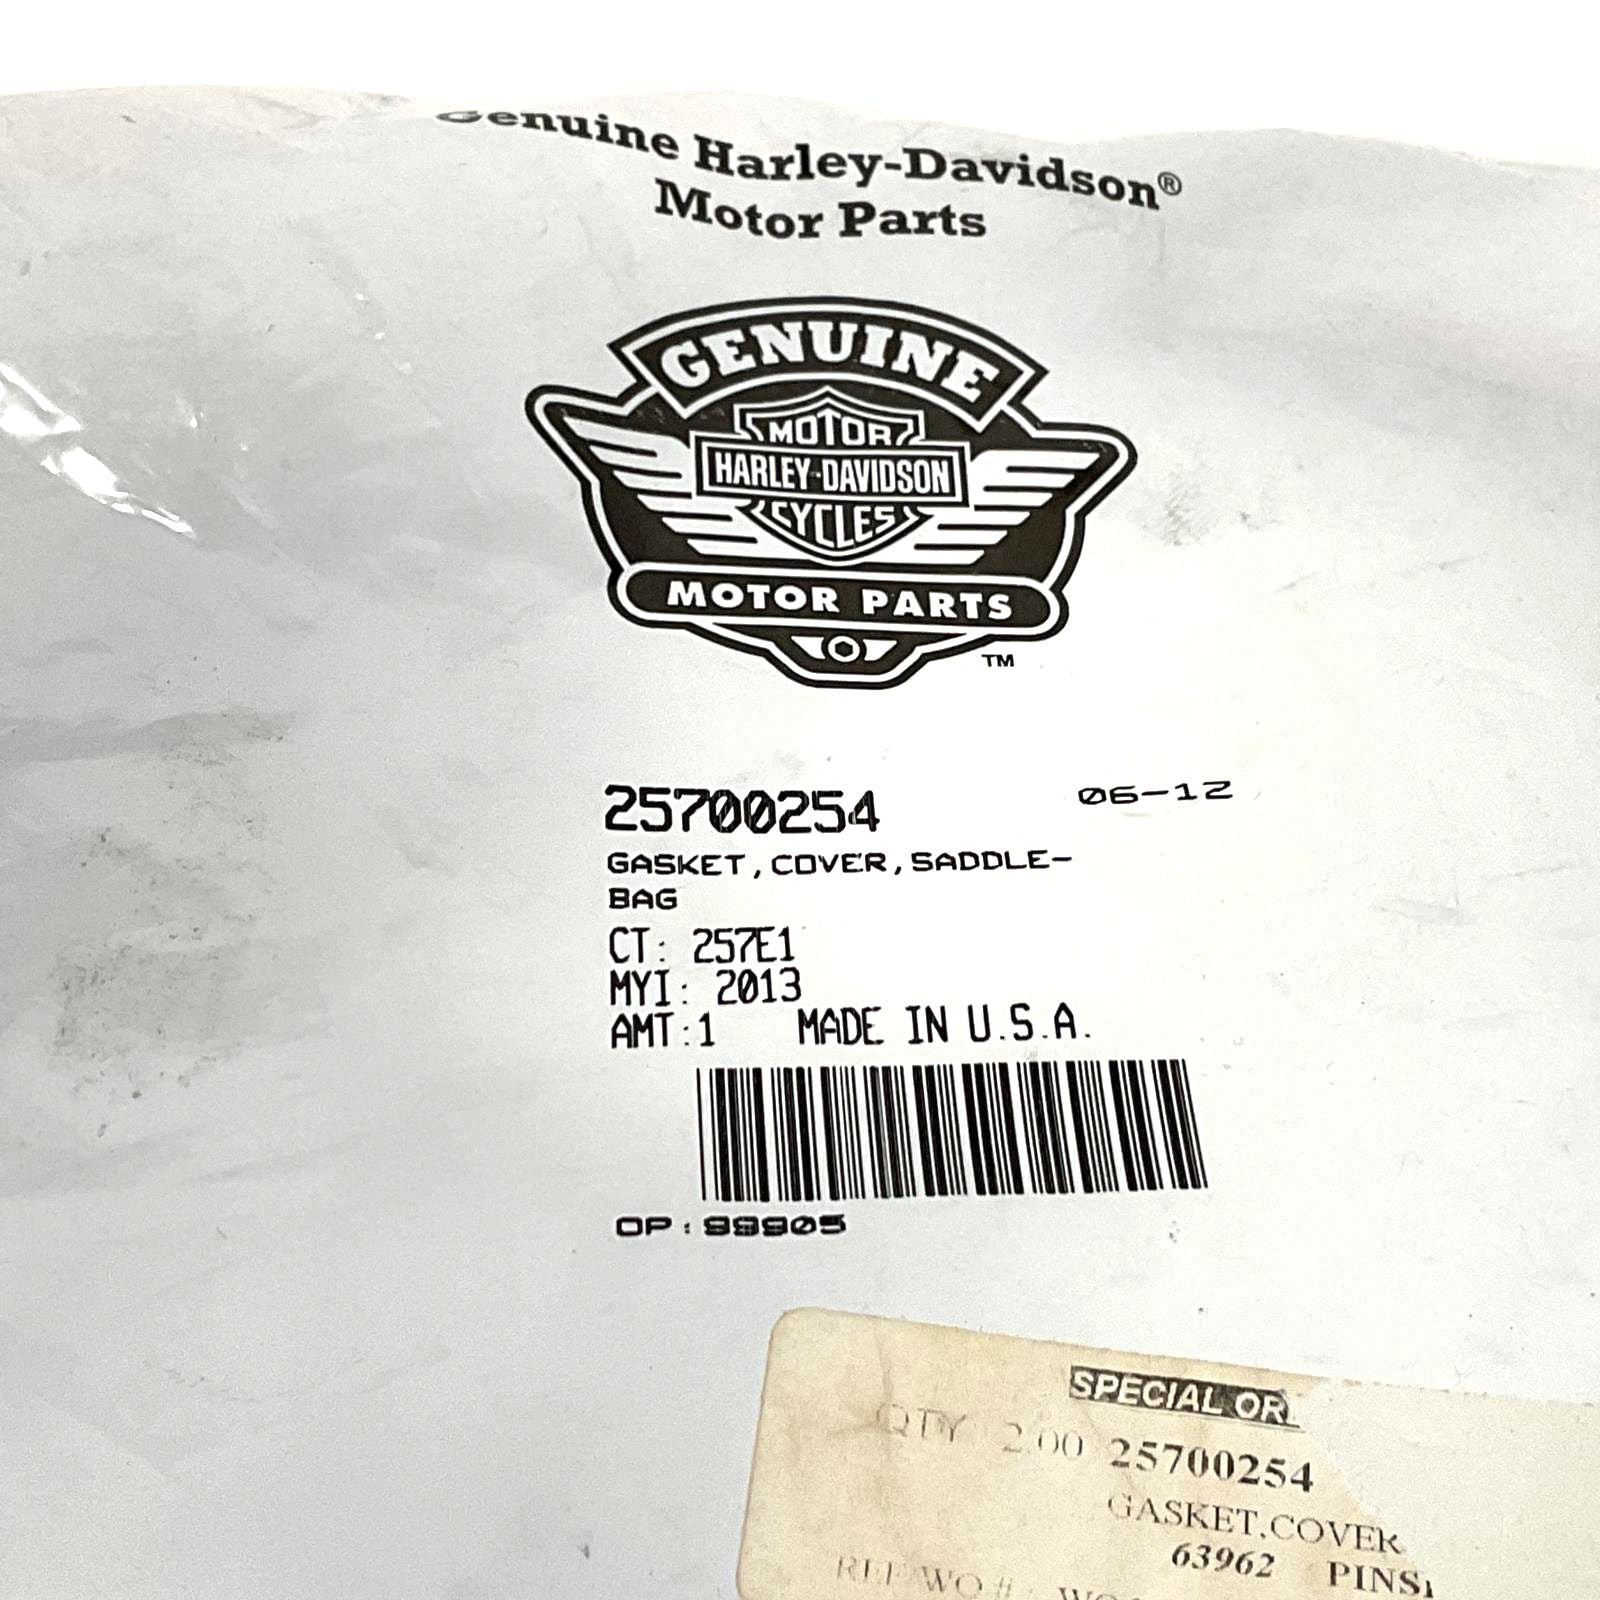 Genuine Harley-Davidson®
Motor Parts
GENUINE
MOTOR
HARLEY-DAVIDSON
CYCLES
MOTOR PARTS
TM
25700254 06-12
GASKET,COVER,SADDLE-
BAG
CT: 257E1
MYI: 2013
AMT:1 MADE IN U.S.A.
OP:99905
SPECIAL OR
QTY 2.00 25700254
GASKET,COVER
63962 PINS
REF WO #